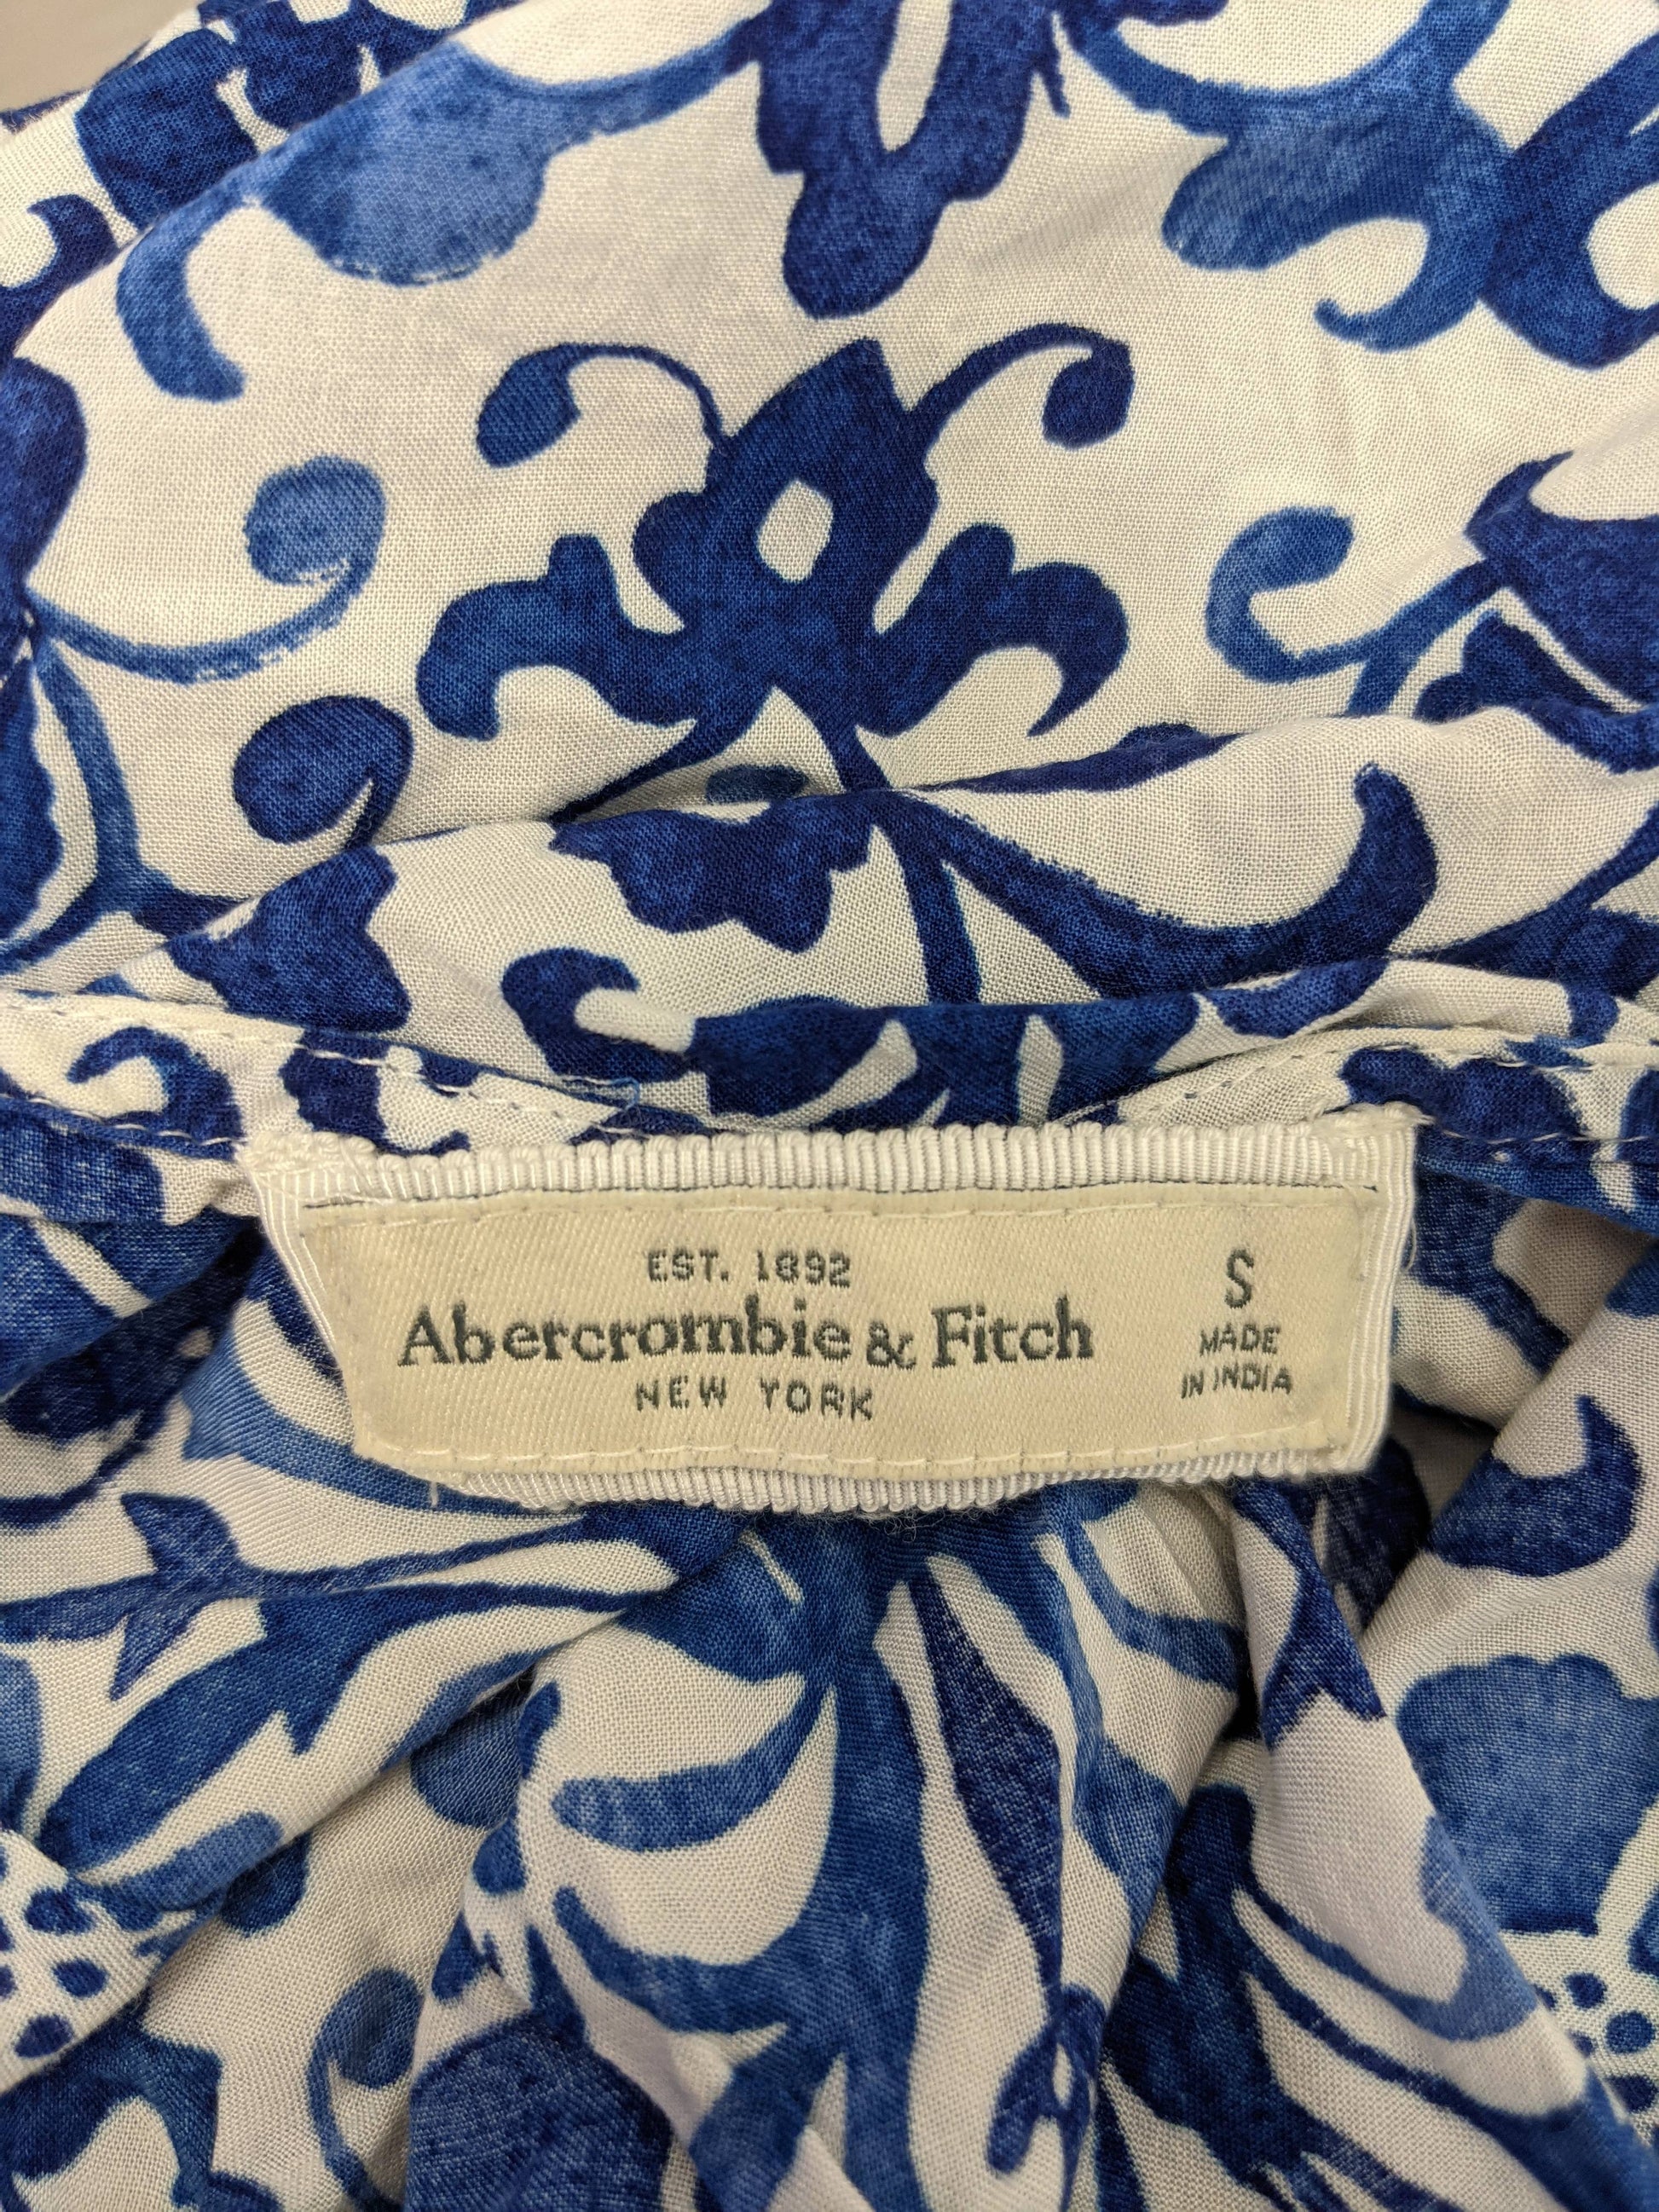 EST. 1892
Abercrombie & Fitch
NEW YORK
S
MADE
IN INDIA